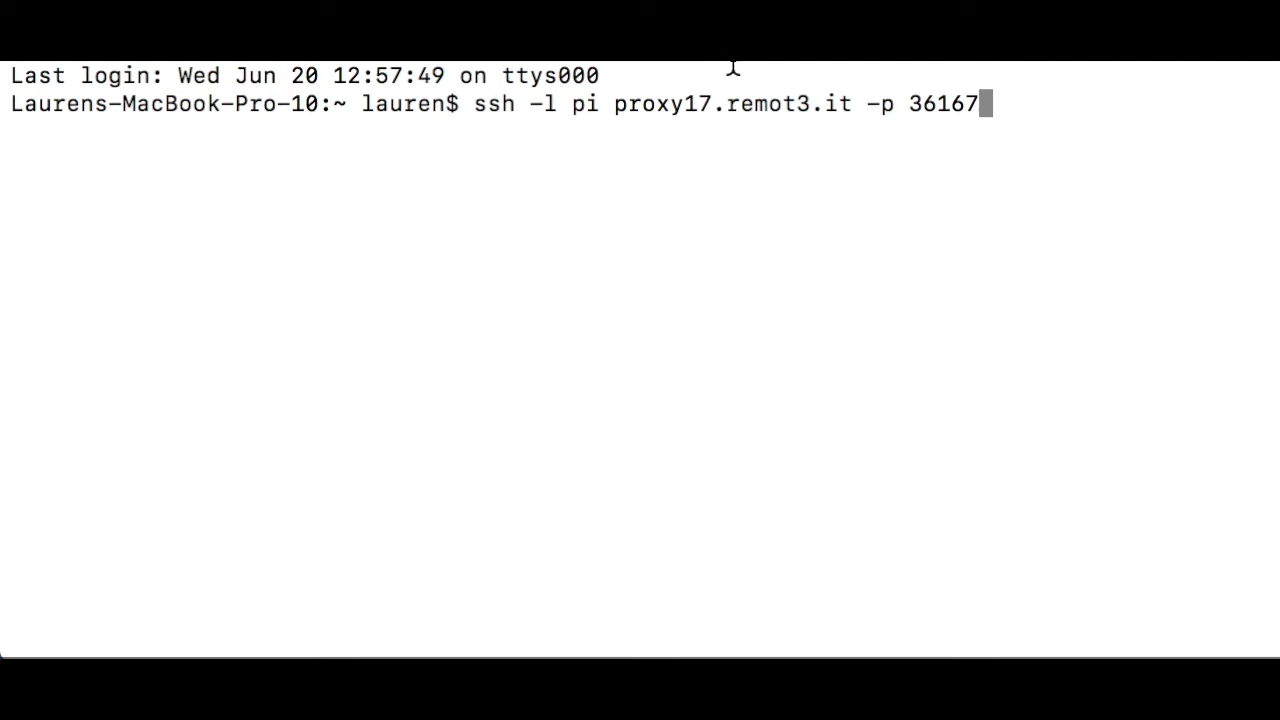 Last login: Wed Jun 20 12:57:49 on ttys000
Laurens-MacBook-Pro-10:~ lauren$ ssh -l pi proxy17.remot3.it -p 36167